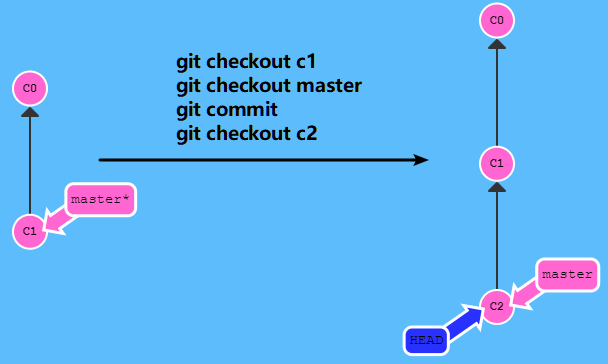 C0
C1
master*
git checkout c1
git checkout master
git commit
git checkout c2
C0
C1
C2
master
HEAD